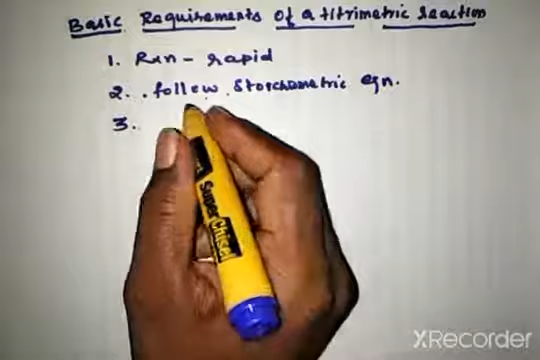 Basic Requirements of a titrimetric reaction
1. Rxn - rapid
2. . follow stoichometric eqn.
3.
Super Chisel
XRecorder